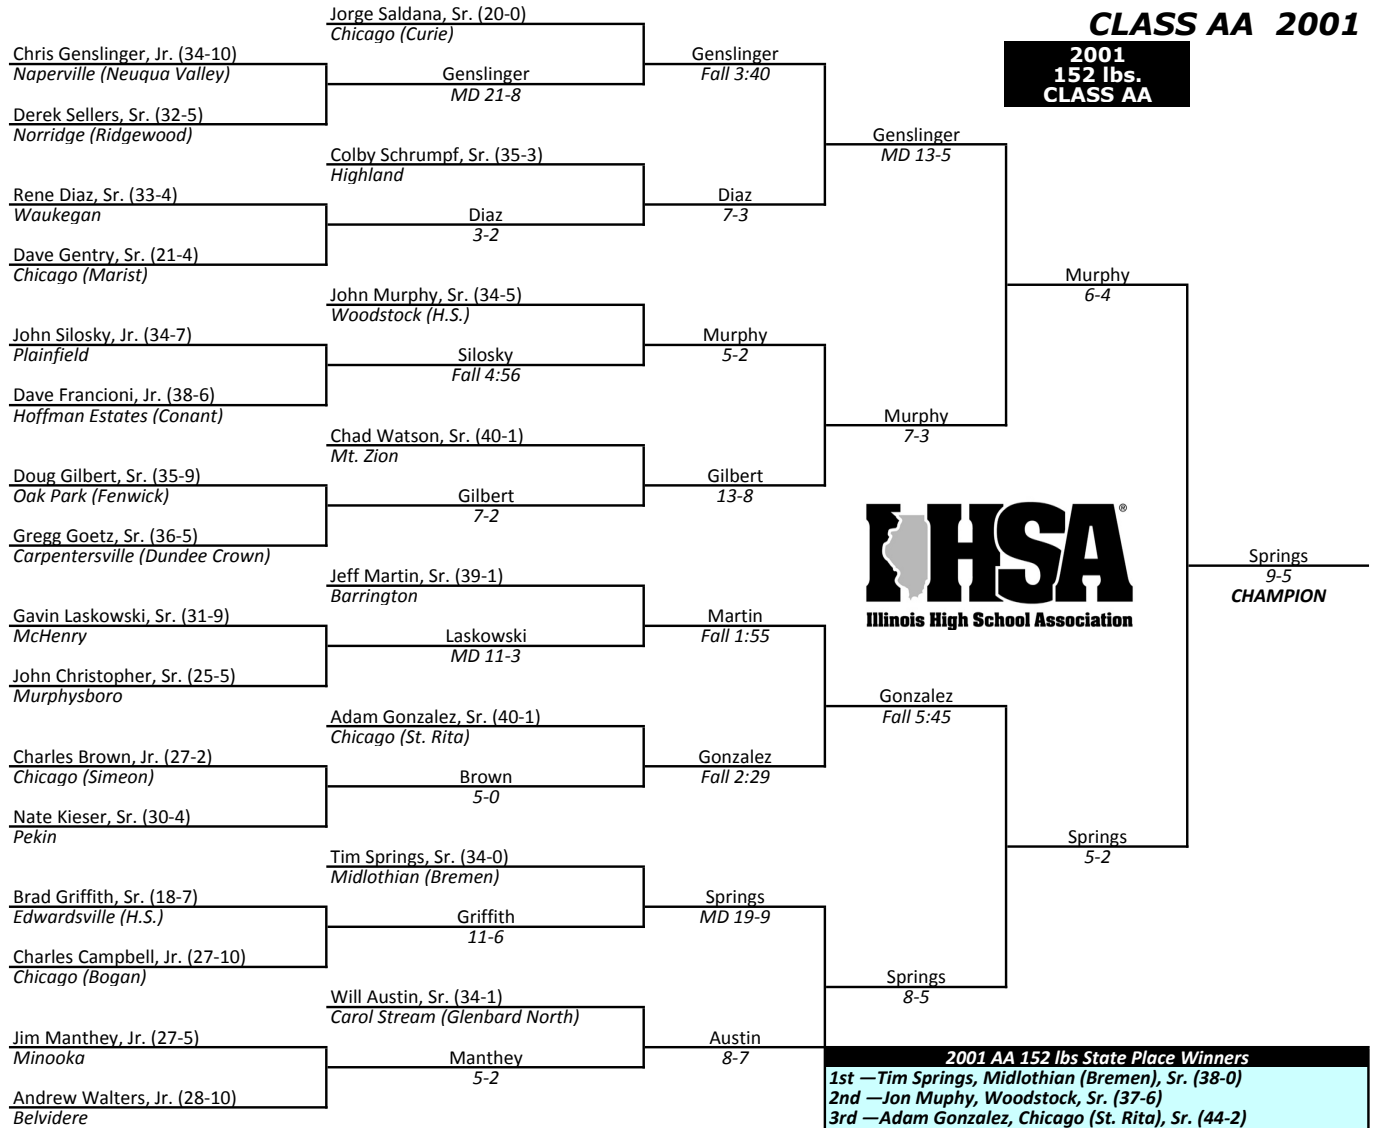 CLASS AA 2001
2001
152 lbs.
CLASS AA
Jorge Saldana, Sr. (20-0)
Chicago (Curie)
Chris Genslinger, Jr. (34-10)
Naperville (Neuqua Valley)
Genslinger
MD 21-8
Derek Sellers, Sr. (32-5)
Norridge (Ridgewood)
Genslinger
Fall 3:40
Genslinger
MD 13-5
Colby Schrumpf, Sr. (35-3)
Highland
Rene Diaz, Sr. (33-4)
Waukegan
Diaz
3-2
Dave Gentry, Sr. (21-4)
Chicago (Marist)
Diaz
7-3
Murphy
6-4
John Murphy, Sr. (34-5)
Woodstock (H.S.)
John Silosky, Jr. (34-7)
Plainfield
Silosky
Fall 4:56
Dave Francioni, Jr. (38-6)
Hoffman Estates (Conant)
Murphy
5-2
Murphy
7-3
Chad Watson, Sr. (40-1)
Mt. Zion
Doug Gilbert, Sr. (35-9)
Oak Park (Fenwick)
Gilbert
7-2
Gregg Goetz, Sr. (36-5)
Carpentersville (Dundee Crown)
Gilbert
13-8
IHSA®
Illinois High School Association
Springs
9-5
CHAMPION
Jeff Martin, Sr. (39-1)
Barrington
Gavin Laskowski, Sr. (31-9)
McHenry
Laskowski
MD 11-3
John Christopher, Sr. (25-5)
Murphysboro
Martin
Fall 1:55
Gonzalez
Fall 5:45
Adam Gonzalez, Sr. (40-1)
Chicago (St. Rita)
Charles Brown, Jr. (27-2)
Chicago (Simeon)
Brown
5-0
Nate Kieser, Sr. (30-4)
Pekin
Gonzalez
Fall 2:29
Springs
5-2
Tim Springs, Sr. (34-0)
Midlothian (Bremen)
Brad Griffith, Sr. (18-7)
Edwardsville (H.S.)
Griffith
11-6
Charles Campbell, Jr. (27-10)
Chicago (Bogan)
Springs
MD 19-9
Springs
8-5
Will Austin, Sr. (34-1)
Carol Stream (Glenbard North)
Jim Manthey, Jr. (27-5)
Minooka
Manthey
5-2
Andrew Walters, Jr. (28-10)
Belvidere
Austin
8-7
2001 AA 152 lbs State Place Winners
1st —Tim Springs, Midlothian (Bremen), Sr. (38-0)
2nd —Jon Muphy, Woodstock, Sr. (37-6)
3rd —Adam Gonzalez, Chicago (St. Rita), Sr. (44-2)